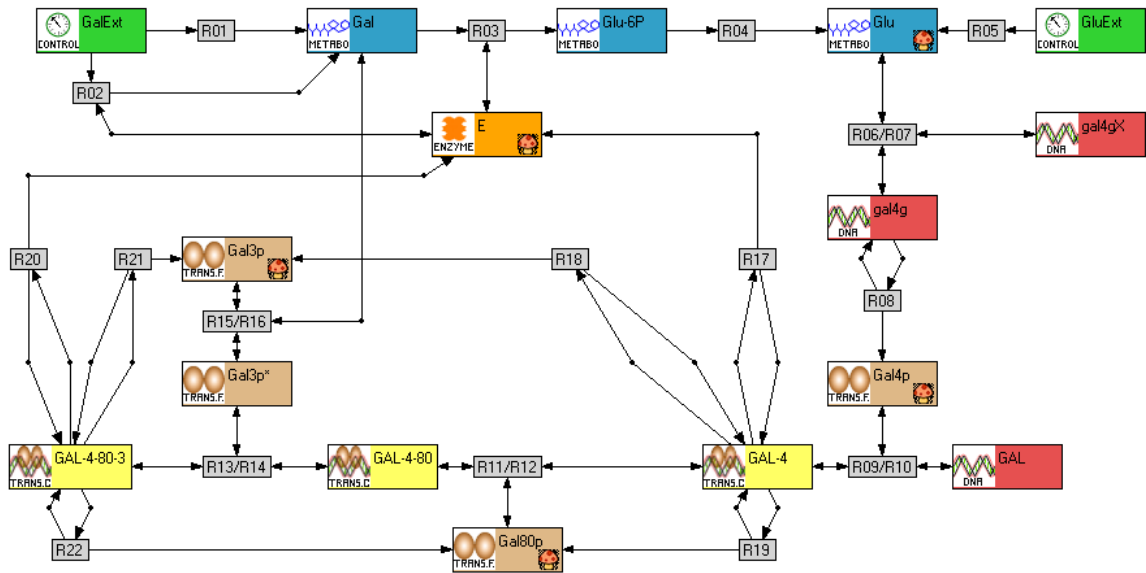 GalExt
CONTROL
R01
Gal
METABO
R03
Glu-6P
METABO
R04
Glu
METABO
R05
GluExt
CONTROL
R02
E
ENZYME
R06/R07
gal4gX
DNA
gal4g
DNA
R20
R21
Gal3p
TRANS.F.
R18
R17
R08
R15/R16
Gal3p*
TRANS.F.
Gal4p
TRANS.F.
GAL-4-80-3
TRANS.C
R13/R14
GAL-4-80
TRANS.C
R11/R12
GAL-4
TRANS.C
R09/R10
GAL
DNA
R22
Gal80p
TRANS.F.
R19